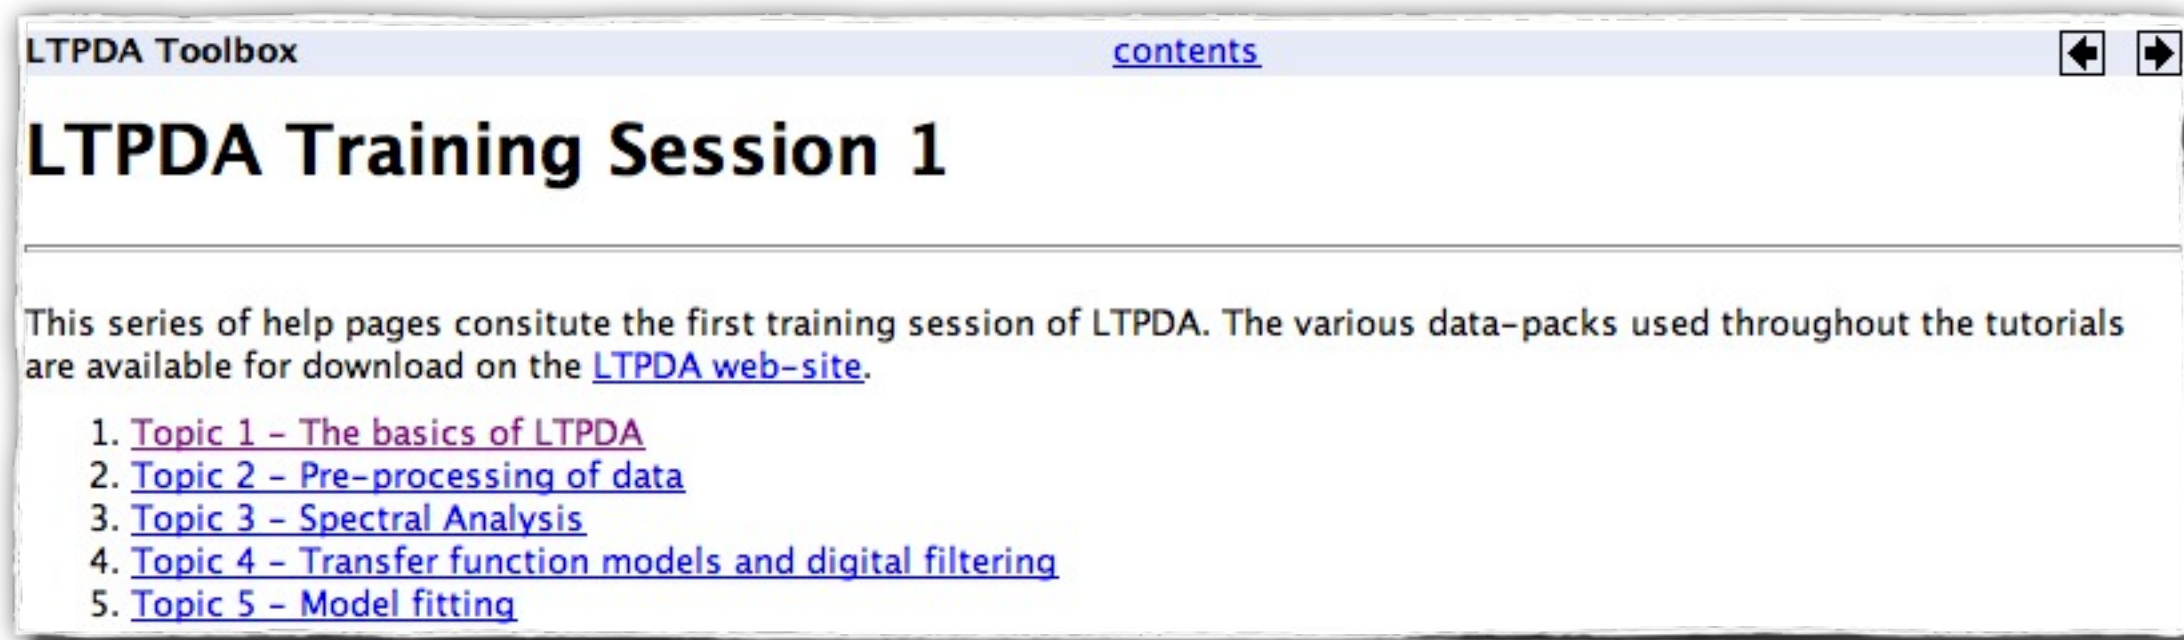 LTPDA Toolbox contents
LTPDA Training Session 1
This series of help pages consitute the first training session of LTPDA. The various data-packs used throughout the tutorials
are available for download on the LTPDA web-site.
1. Topic 1 - The basics of LTPDA
2. Topic 2 - Pre-processing of data
3. Topic 3 - Spectral Analysis
4. Topic 4 - Transfer function models and digital filtering
5. Topic 5 - Model fitting